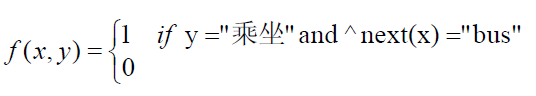 f(x, y) = {1 if y ="乘坐"and ^next(x) ="bus"
0